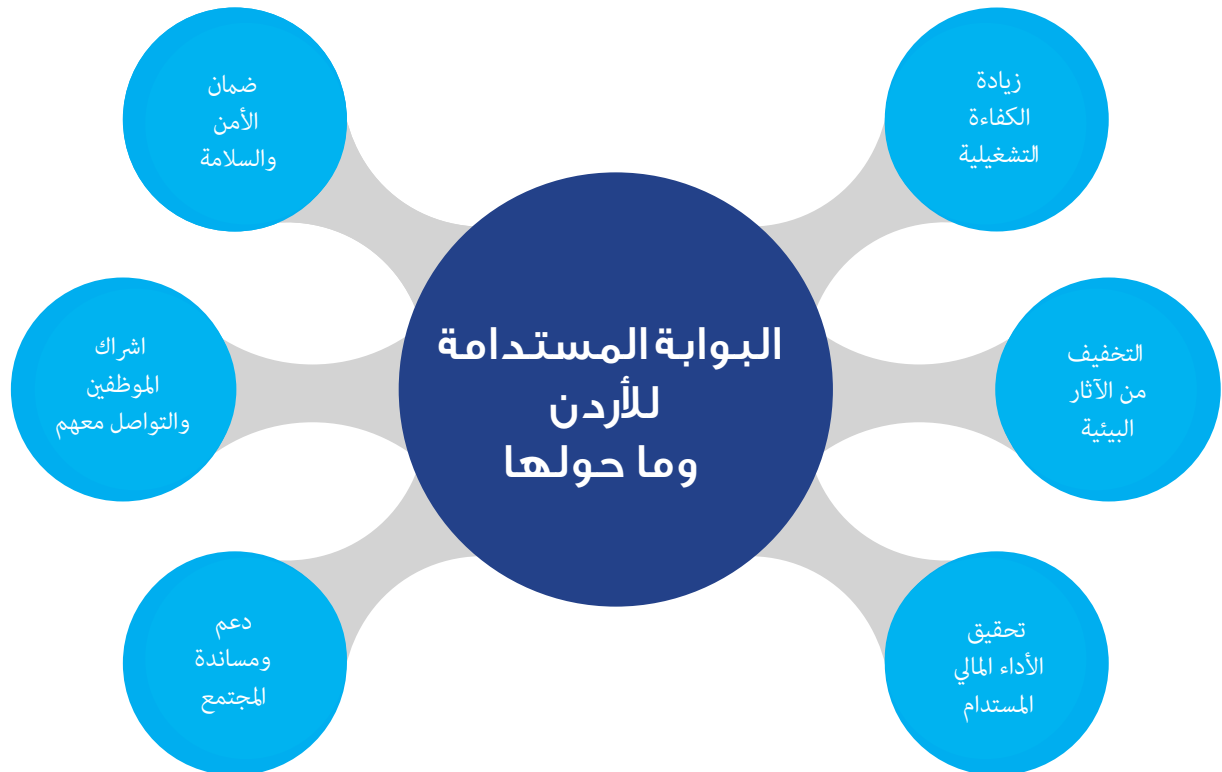 البوابة المستدامة
للأردن
وما حولها
زيادة
الكفاءة
التشغيلية
التخفيف
من الآثار
البيئية
تحقيق
الأداء المالي
المستدام
ضمان
الأمن
والسلامة
اشراك
الموظفين
والتواصل معهم
دعم
ومساندة
المجتمع